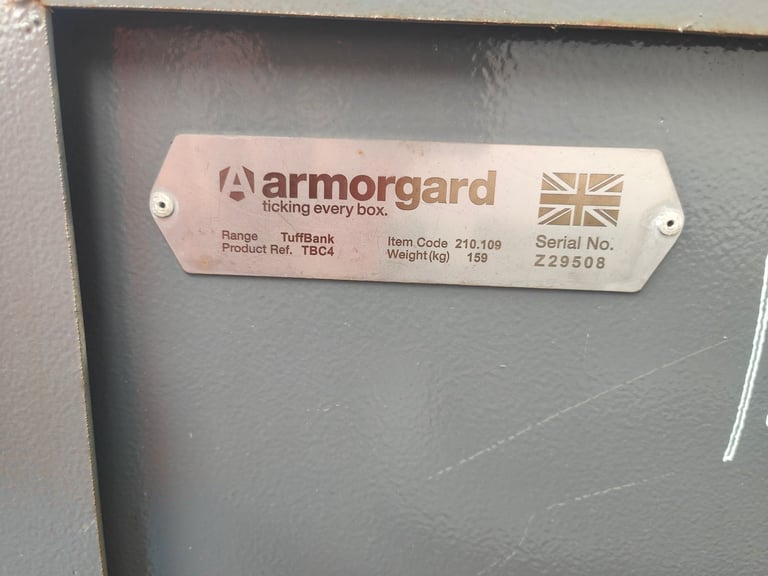 armorgard
ticking every box.
Range TuffBank
Product Ref. TBC4
Item Code 210.109
Weight(kg) 159
Serial No.
Z29508